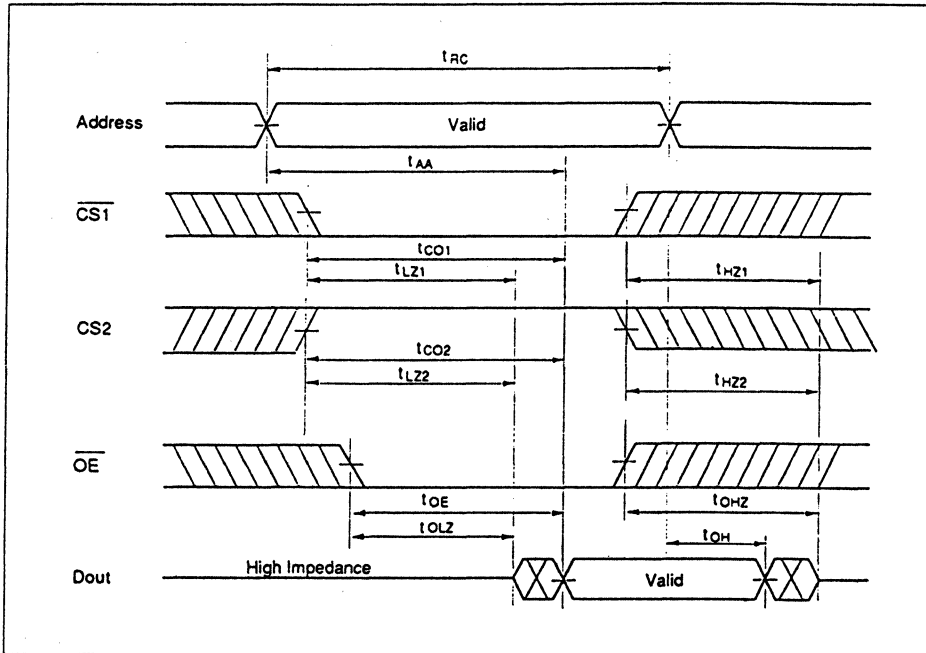 tRC
Address
Valid
tAA
CS1
tCO1
tLZ1
tHZ1
CS2
tCO2
tLZ2
tHZ2
OE
tOE
tOHZ
tOLZ
tOH
Dout
High Impedance
Valid